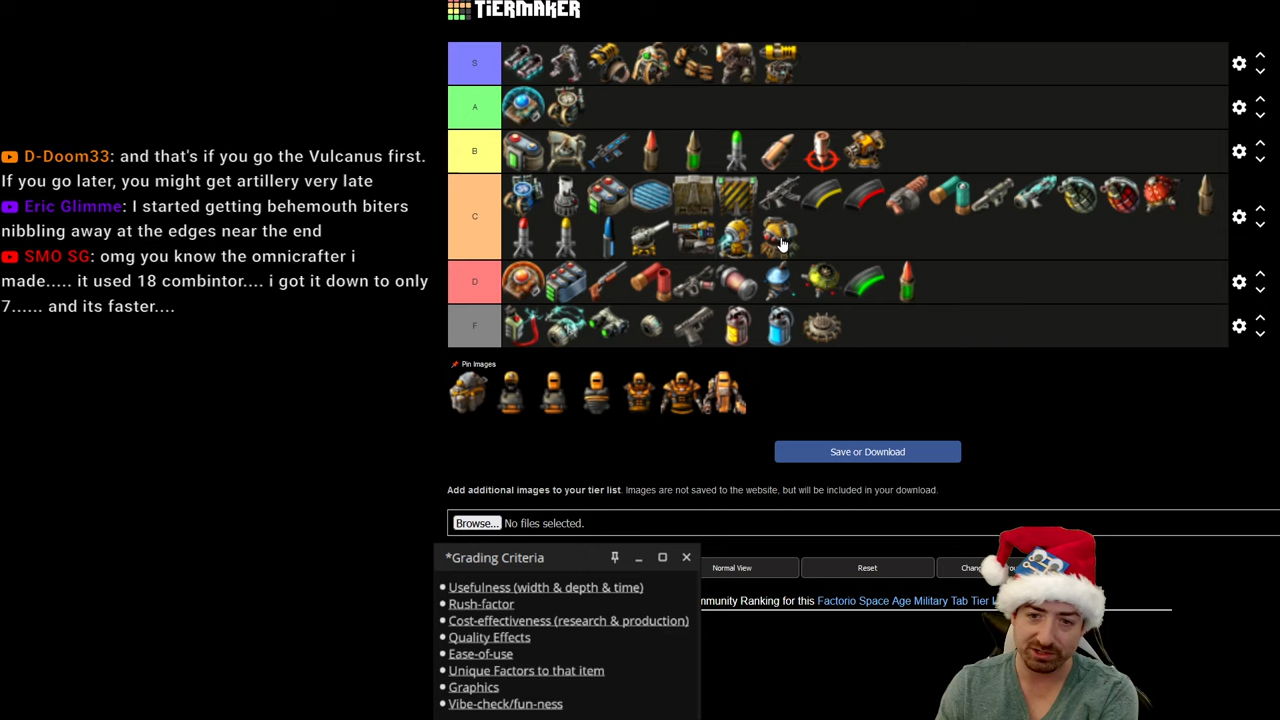 TIERMAKER
S
A
D-Doom33: and that's if you go the Vulcanus first.
If you go later, you might get artillery very late
B
Eric Glimme: I started getting behemouth biters
nibbling away at the edges near the end
C
SMO SG: omg you know the omnicrafter i
made..... it used 18 combintor.... i got it down to only
7...... and its faster....
D
F
Pin Images
Save or Download
Add additional images to your tier list. Images are not saved to the website, but will be included in your download.
Browse... No files selected.
*Grading Criteria
Normal View
Reset
Usefulness (width & depth & time)
Rush-factor
Cost-effectiveness (research & production)
Quality Effects
Ease-of-use
Unique Factors to that item
Graphics
Vibe-check/fun-ness
Community Ranking for this Factorio Space Age Military Tab Tier